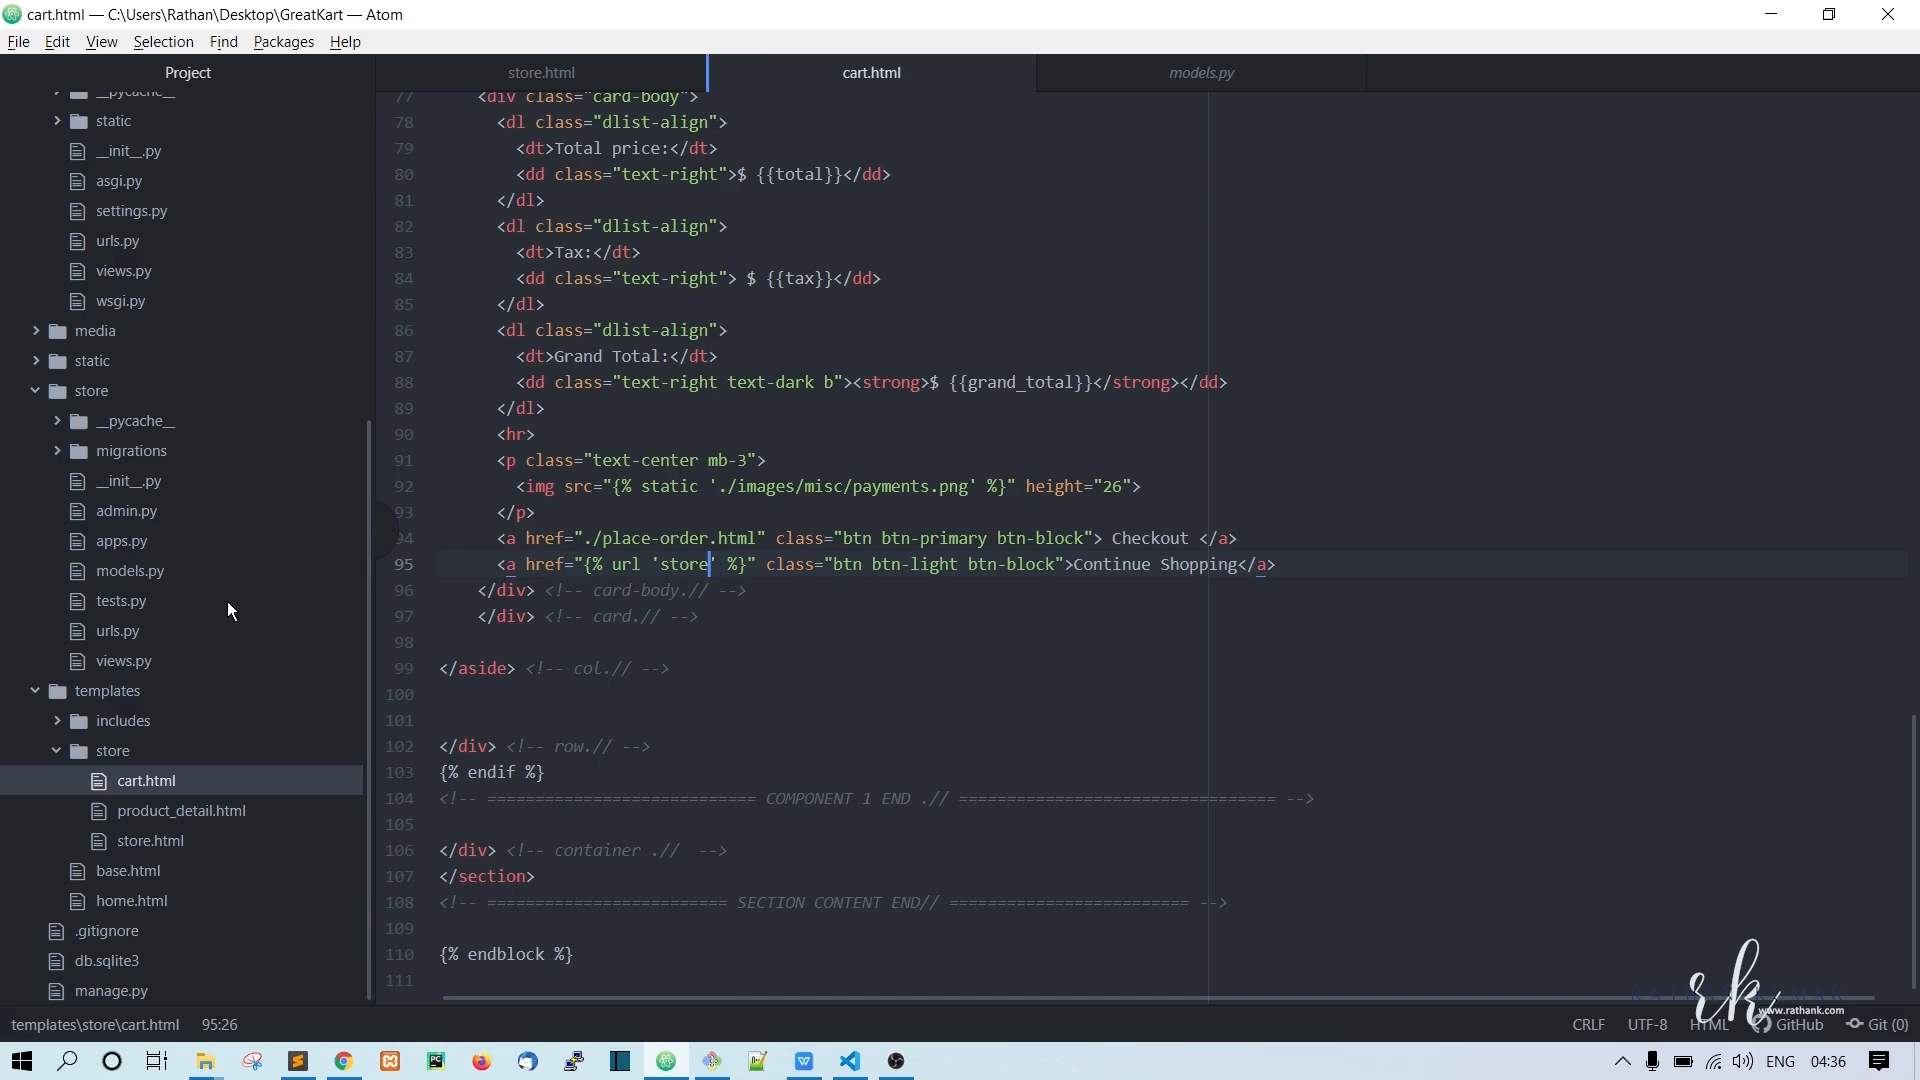 cart.html — C:\Users\Rathan\Desktop\GreatKart — Atom
File Edit View Selection Find Packages Help
Project
store.html
cart.html
models.py
__pycache__
static
__init__.py
asgi.py
settings.py
urls.py
views.py
wsgi.py
media
static
store
__pycache__
migrations
__init__.py
admin.py
apps.py
models.py
tests.py
urls.py
views.py
templates
includes
store
cart.html
product_detail.html
store.html
base.html
home.html
.gitignore
db.sqlite3
manage.py
77 <div class="card-body">
78 <dl class="dlist-align">
79 <dt>Total price:</dt>
80 <dd class="text-right">$ {{total}}</dd>
81 </dl>
82 <dl class="dlist-align">
83 <dt>Tax:</dt>
84 <dd class="text-right"> $ {{tax}}</dd>
85 </dl>
86 <dl class="dlist-align">
87 <dt>Grand Total:</dt>
88 <dd class="text-right text-dark b"><strong>$ {{grand_total}}</strong></dd>
89 </dl>
90 <hr>
91 <p class="text-center mb-3">
92 <img src="{% static './images/misc/payments.png' %}" height="26">
93 </p>
94 <a href="./place-order.html" class="btn btn-primary btn-block"> Checkout </a>
95 <a href="{% url 'store' %}" class="btn btn-light btn-block">Continue Shopping</a>
96 </div> <!-- card-body.// -->
97 </div> <!-- card.// -->
98
99 </aside> <!-- col.// -->
100
101
102 </div> <!-- row.// -->
103 {% endif %}
104 <!-- ============================ COMPONENT 1 END .// ================================= -->
105
106 </div> <!-- container .//  -->
107 </section>
108 <!-- ========================= SECTION CONTENT END// ========================= -->
109
110 {% endblock %}
111
rk
www.rathank.com
templates\store\cart.html 95:26
CRLF UTF-8 HTML GitHub Git (0)
ENG 04:36